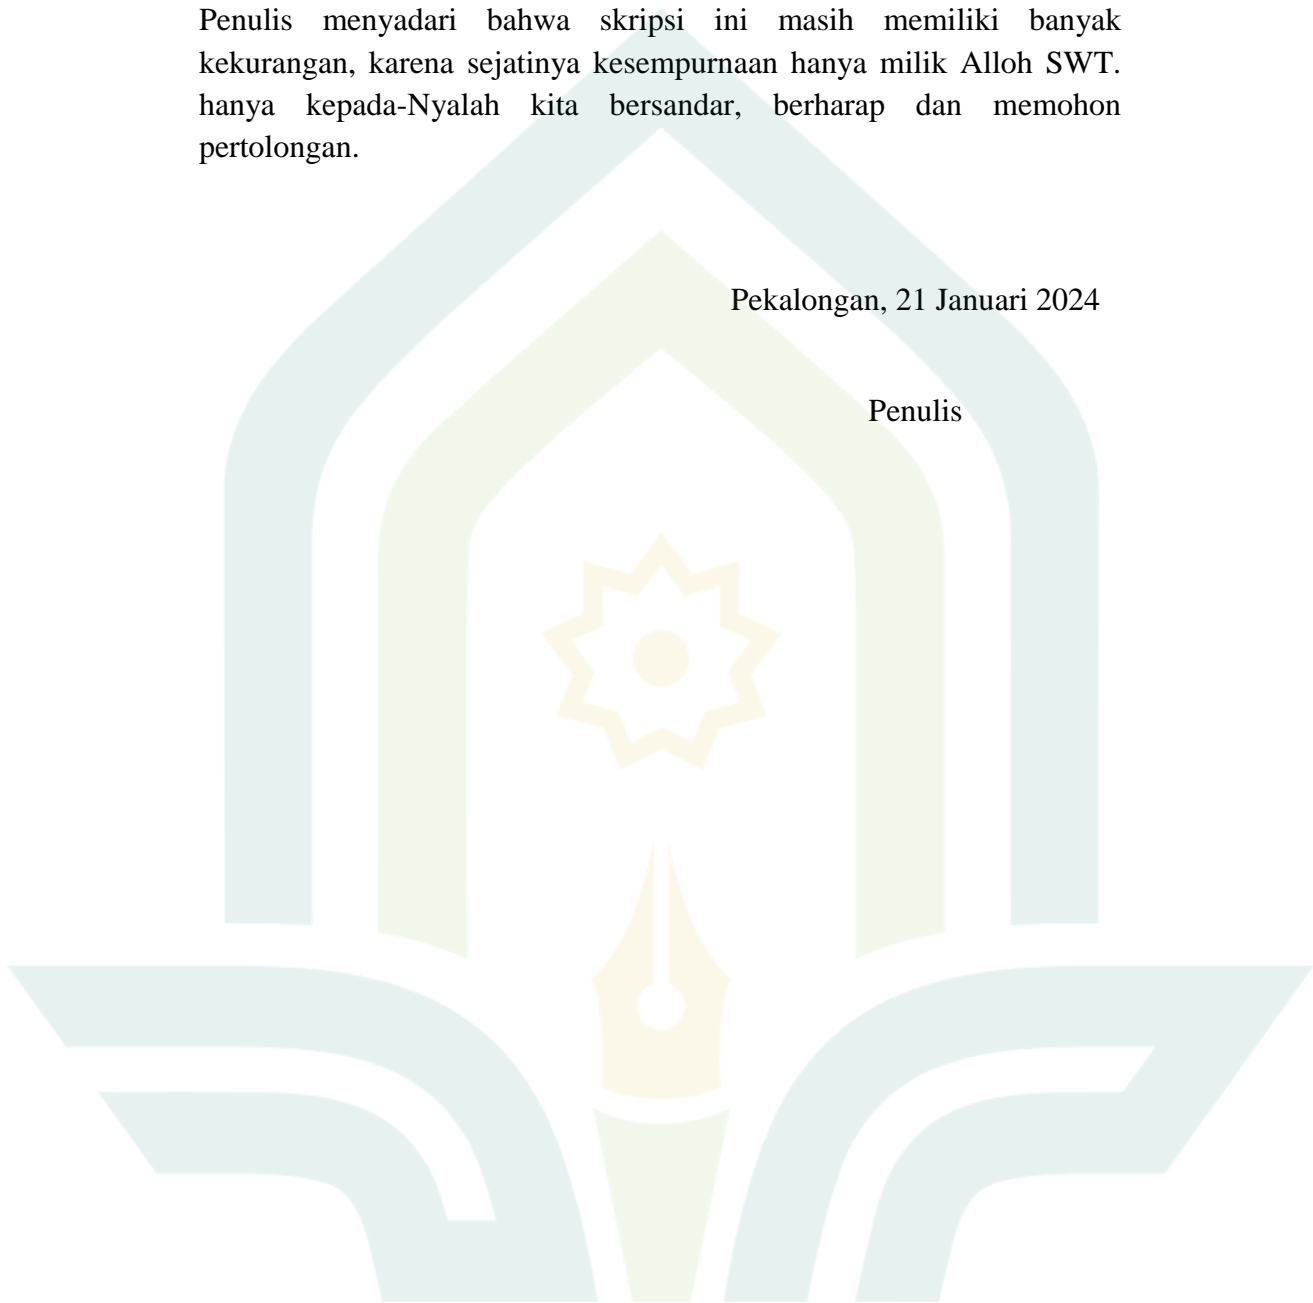 Penulis menyadari bahwa skripsi ini masih memiliki banyak
kekurangan, karena sejatinya kesempurnaan hanya milik Alloh SWT.
hanya kepada-Nyalah kita bersandar, berharap dan memohon
pertolongan.
Pekalongan, 21 Januari 2024
Penulis